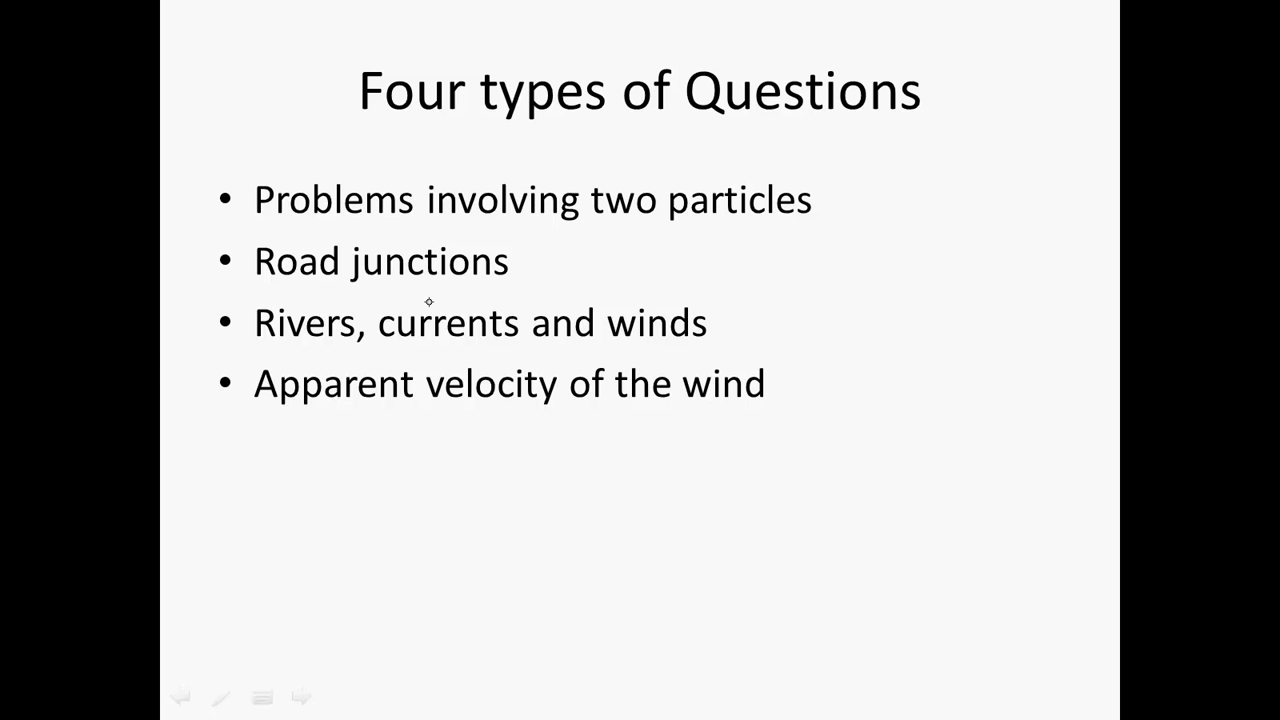 Four types of Questions
• Problems involving two particles
• Road junctions
• Rivers, currents and winds
• Apparent velocity of the wind